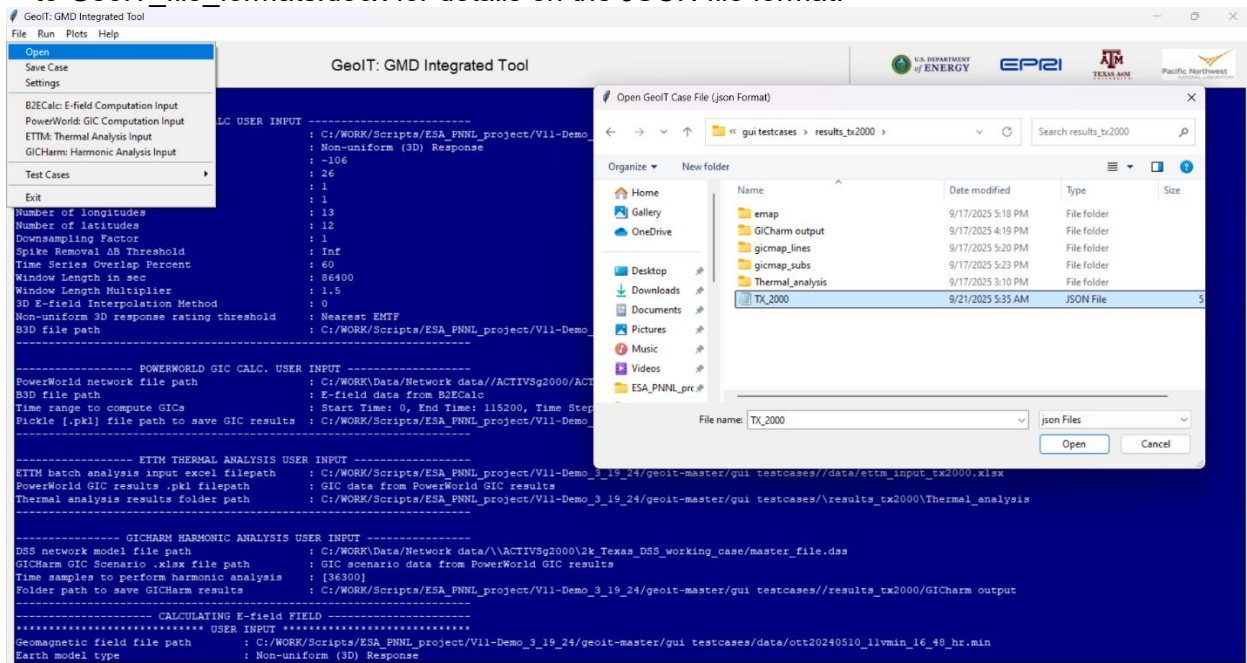 to GeoIT_file_formats.docx for details on the JSON file format.
GeoIT: GMD Integrated Tool
File Run Plots Help
Open
Save Case
Settings
B2ECalc: E-field Computation Input
PowerWorld: GIC Computation Input
ETTM: Thermal Analysis Input
GICHarm: Harmonic Analysis Input
Test Cases
Exit
GeoIT: GMD Integrated Tool
U.S. DEPARTMENT of ENERGY
EPRI
TEXAS A&M
Pacific Northwest
LC USER INPUT -----------------------
: C:/WORK/Scripts/ESA_PNNL_project/V11-Demo_
: Non-uniform (3D) Response
: -106
: 26
: 1
: 1
Number of longitudes : 13
Number of latitudes : 12
Downsampling Factor : 1
Spike Removal ΔB Threshold : Inf
Time Series Overlap Percent : 60
Window Length in sec : 86400
Window Length Multiplier : 1.5
3D E-field Interpolation Method : 0
Non-uniform 3D response rating threshold : Nearest EMTF
B3D file path : C:/WORK/Scripts/ESA_PNNL_project/V11-Demo_
----------------- POWERWORLD GIC CALC. USER INPUT -----------------
PowerWorld network file path : C:/WORK\Data/Network data//ACTIVSg2000/ACT
B3D file path : E-field data from B2ECalc
Time range to compute GICs : Start Time: 0, End Time: 115200, Time Step
Pickle [.pkl] file path to save GIC results : C:/WORK/Scripts/ESA_PNNL_project/V11-Demo_
----------------- ETTM THERMAL ANALYSIS USER INPUT -----------------
ETTM batch analysis input excel filepath : C:/WORK/Scripts/ESA_PNNL_project/V11-Demo_3_19_24/geoit-master/gui testcases//data/ettm_input_tx2000.xlsx
PowerWorld GIC results .pkl filepath : GIC data from PowerWorld GIC results
Thermal analysis results folder path : C:/WORK/Scripts/ESA_PNNL_project/V11-Demo_3_19_24/geoit-master/gui testcases/\results_tx2000\Thermal_analysis
---------------- GICHARM HARMONIC ANALYSIS USER INPUT ----------------
DSS network model file path : C:/WORK\Data/Network data/\\ACTIVSg2000\2k_Texas_DSS_working_case/master_file.dss
GICHarm GIC Scenario .xlsx file path : GIC scenario data from PowerWorld GIC results
Time samples to perform harmonic analysis : [36300]
Folder path to save GICHarm results : C:/WORK/Scripts/ESA_PNNL_project/V11-Demo_3_19_24/geoit-master/gui testcases//results_tx2000/GICharm output
-------------------- CALCULATING E-field FIELD --------------------
**************************** USER INPUT ****************************
Geomagnetic field file path : C:/WORK/Scripts/ESA_PNNL_project/V11-Demo_3_19_24/geoit-master/gui testcases/data/ott20240510_11vmin_16_48_hr.min
Earth model type : Non-uniform (3D) Response
Open GeoIT Case File (.json Format)
« gui testcases › results_tx2000 ›
Search results_tx2000
Organize New folder
Home
Gallery
OneDrive
Desktop
Downloads
Documents
Pictures
Music
Videos
ESA_PNNL_pro
Name Date modified Type Size
emap 9/17/2025 5:18 PM File folder
GICharm output 9/17/2025 4:19 PM File folder
gicmap_lines 9/17/2025 5:20 PM File folder
gicmap_subs 9/17/2025 5:23 PM File folder
Thermal_analysis 9/17/2025 3:10 PM File folder
TX_2000 9/21/2025 5:35 AM JSON File 5
File name: TX_2000 json Files
Open Cancel